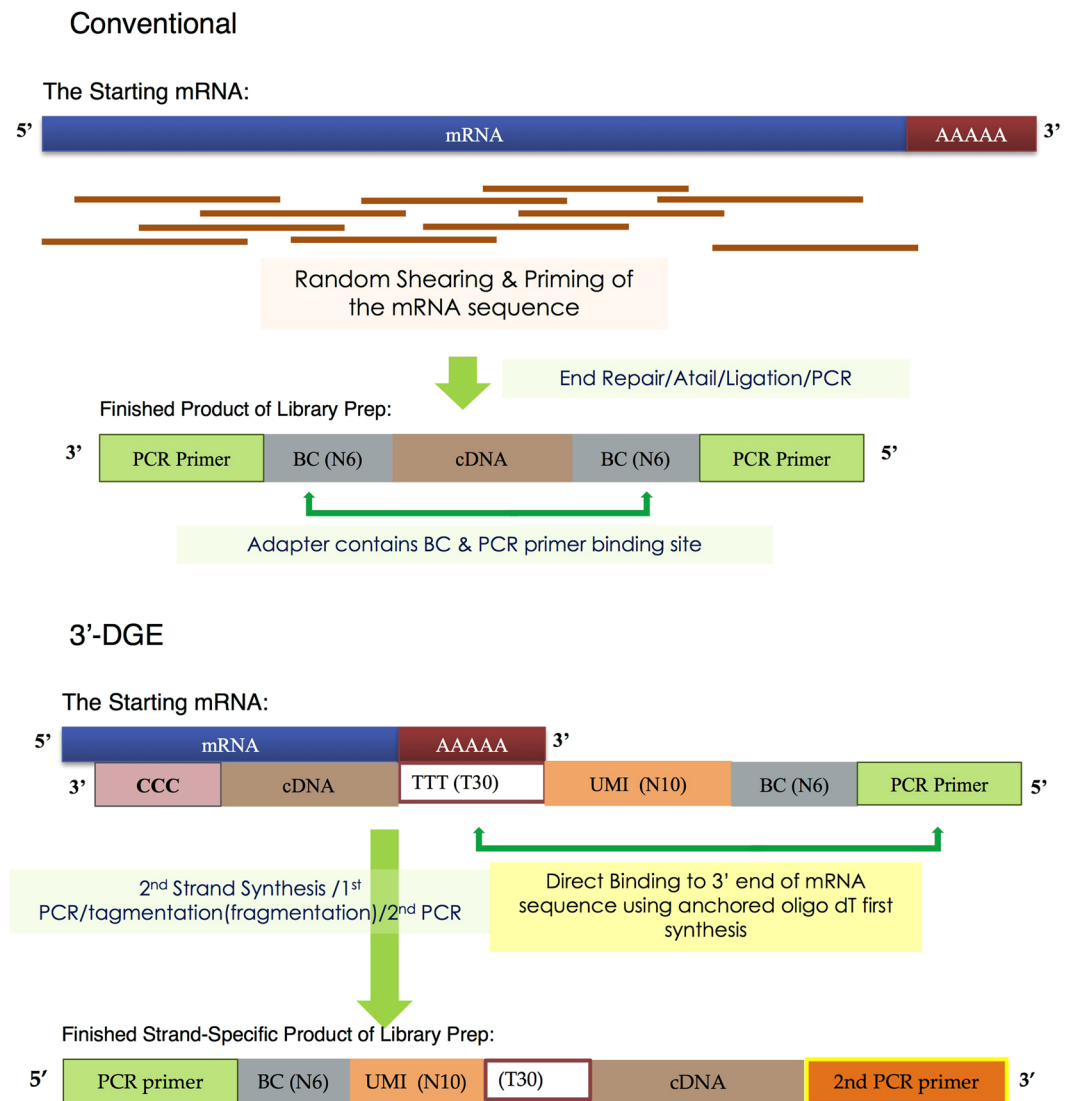 Conventional
The Starting mRNA:
5’ mRNA AAAAA 3’
Random Shearing & Priming of
the mRNA sequence
End Repair/Atail/Ligation/PCR
Finished Product of Library Prep:
3’ PCR Primer BC (N6) cDNA BC (N6) PCR Primer 5’
Adapter contains BC & PCR primer binding site
3’-DGE
The Starting mRNA:
5’ mRNA AAAAA 3’
3’ CCC cDNA TTT (T30) UMI (N10) BC (N6) PCR Primer 5’
2nd Strand Synthesis /1st
PCR/tagmentation(fragmentation)/2nd PCR
Direct Binding to 3’ end of mRNA
sequence using anchored oligo dT first
synthesis
Finished Strand-Specific Product of Library Prep:
5′ PCR primer BC (N6) UMI (N10) (T30) cDNA 2nd PCR primer 3′